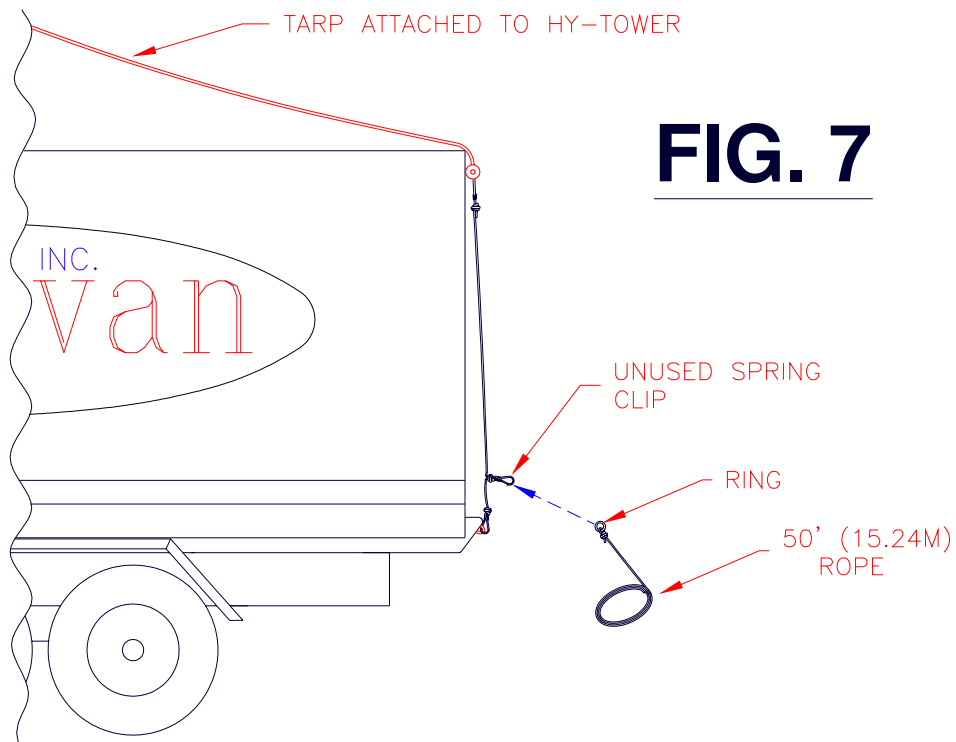 TARP ATTACHED TO HY-TOWER
FIG. 7
INC.
van
UNUSED SPRING
CLIP
RING
50' (15.24M)
ROPE